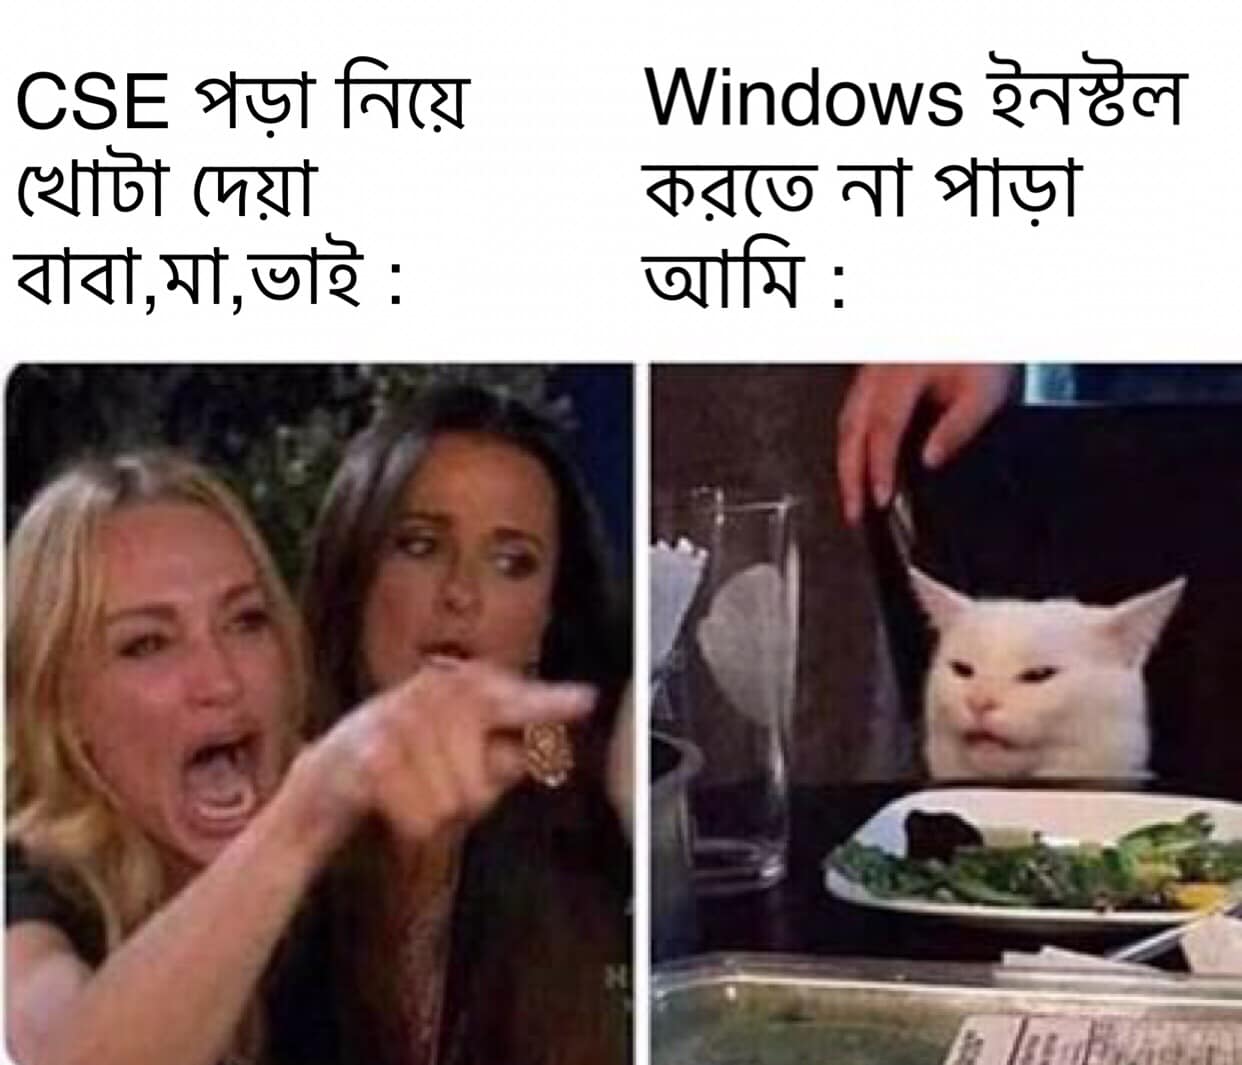 CSE পড়া নিয়ে
খোটা দেয়া
বাবা,মা,ভাই :
Windows ইনস্টল
করতে না পাড়া
আমি :